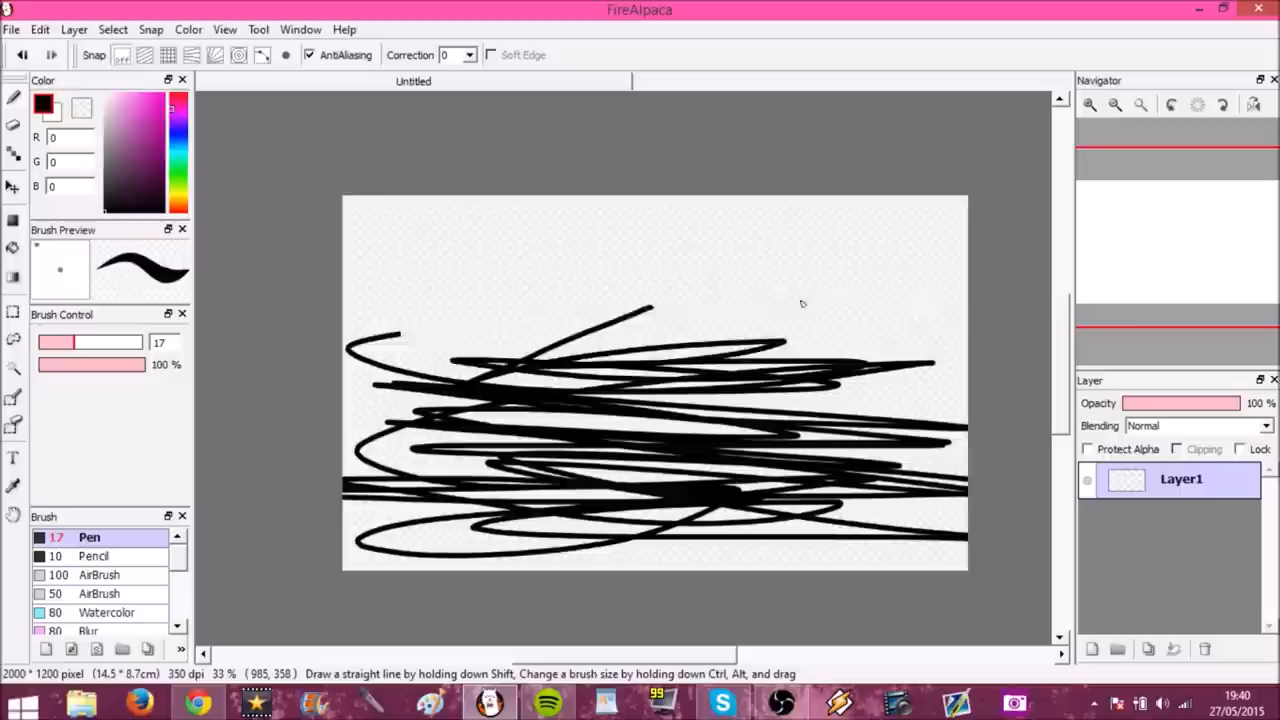 FireAlpaca
File Edit Layer Select Snap Color View Tool Window Help
Snap off AntiAliasing Correction 0 Soft Edge
Untitled
Color
R 0
G 0
B 0
Brush Preview
*
Brush Control
17
100 %
Brush
17 Pen
10 Pencil
100 AirBrush
50 AirBrush
80 Watercolor
80 Blur
Navigator
Layer
Opacity 100 %
Blending Normal
Protect Alpha Clipping Lock
Layer1
2000 * 1200 pixel (14.5 * 8.7cm) 350 dpi 33 % ( 985, 358 ) Draw a straight line by holding down Shift, Change a brush size by holding down Ctrl, Alt, and drag
99
19:40
27/05/2015